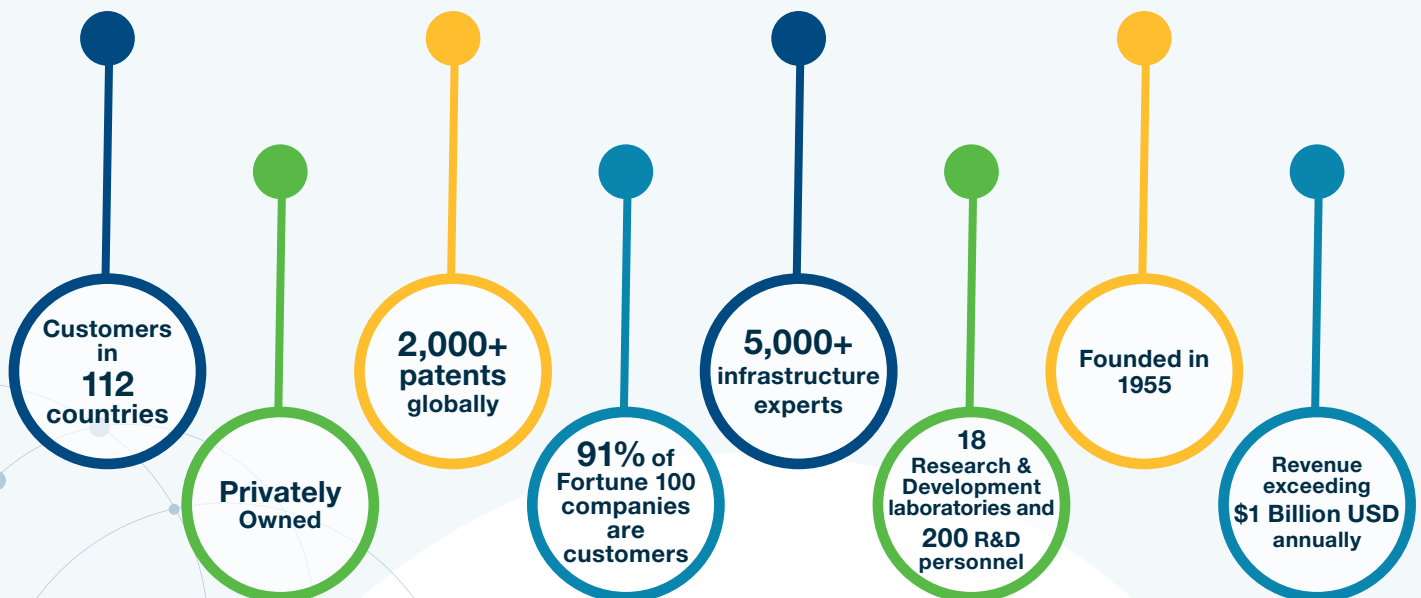 Customers
in
112
countries
Privately
Owned
2,000+
patents
globally
91% of
Fortune 100
companies
are
customers
5,000+
infrastructure
experts
18
Research &
Development
laboratories and
200 R&D
personnel
Founded in
1955
Revenue
exceeding
$1 Billion USD
annually